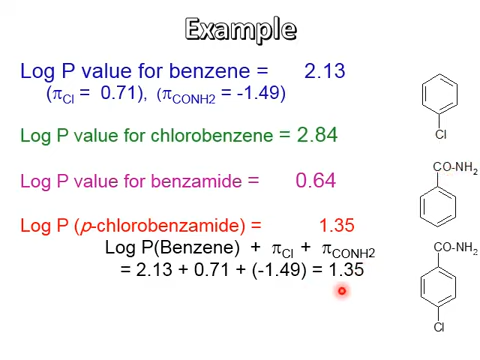 Example
Log P value for benzene = 2.13
(πCl = 0.71), (πCONH2 = -1.49)
Cl
Log P value for chlorobenzene = 2.84
CO-NH2
Log P value for benzamide = 0.64
Log P (p-chlorobenzamide) = 1.35
Log P(Benzene) + πCl + πCONH2
CO-NH2
= 2.13 + 0.71 + (-1.49) = 1.35
Cl